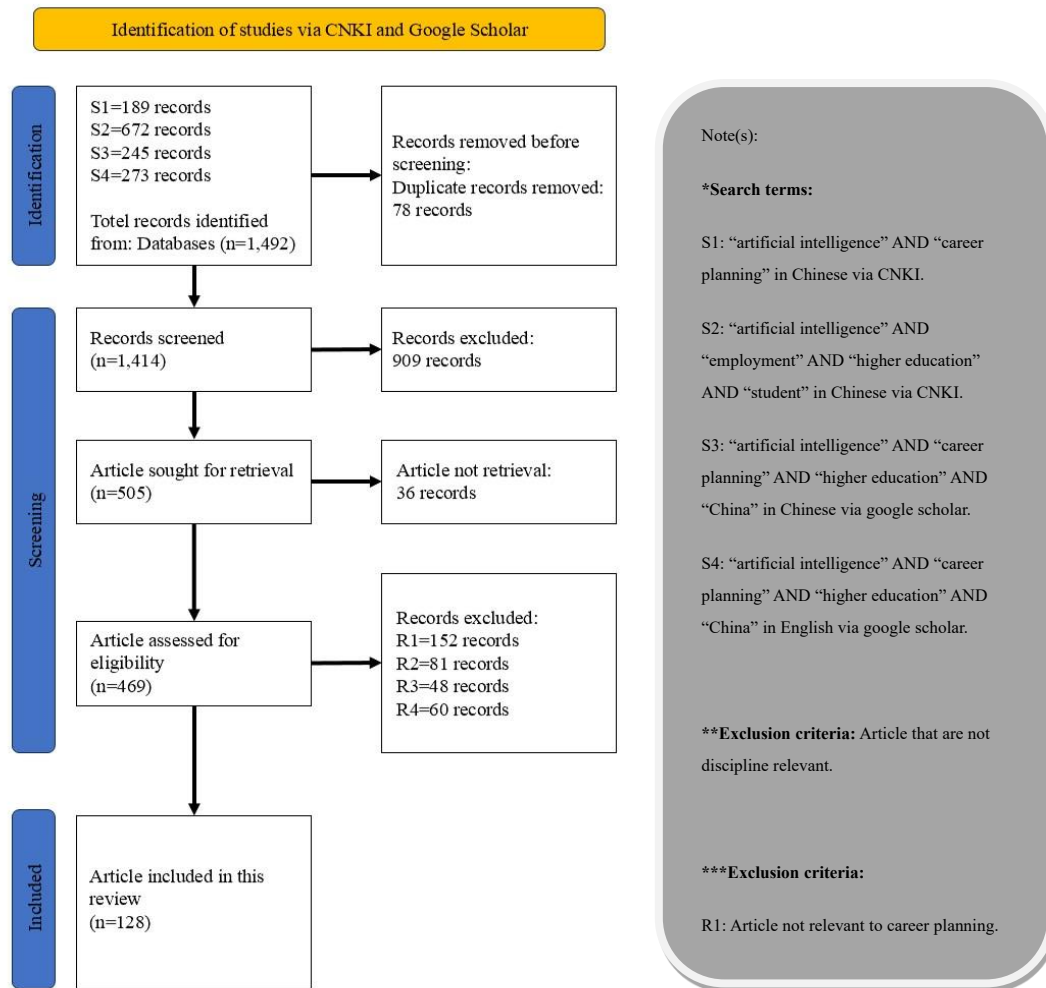 Identification of studies via CNKI and Google Scholar
Identification
S1=189 records
S2=672 records
S3=245 records
S4=273 records
Totel records identified
from: Databases (n=1,492)
Records removed before
screening:
Duplicate records removed:
78 records
Screening
Records screened
(n=1,414)
Records excluded:
909 records
Article sought for retrieval
(n=505)
Article not retrieval:
36 records
Article assessed for
eligibility
(n=469)
Records excluded:
R1=152 records
R2=81 records
R3=48 records
R4=60 records
Included
Article included in this
review
(n=128)
Note(s):
*Search terms:
S1: “artificial intelligence” AND “career
planning” in Chinese via CNKI.
S2: “artificial intelligence” AND
“employment” AND “higher education”
AND “student” in Chinese via CNKI.
S3: “artificial intelligence” AND “career
planning” AND “higher education” AND
“China” in Chinese via google scholar.
S4: “artificial intelligence” AND “career
planning” AND “higher education” AND
“China” in English via google scholar.
**Exclusion criteria: Article that are not
discipline relevant.
***Exclusion criteria:
R1: Article not relevant to career planning.